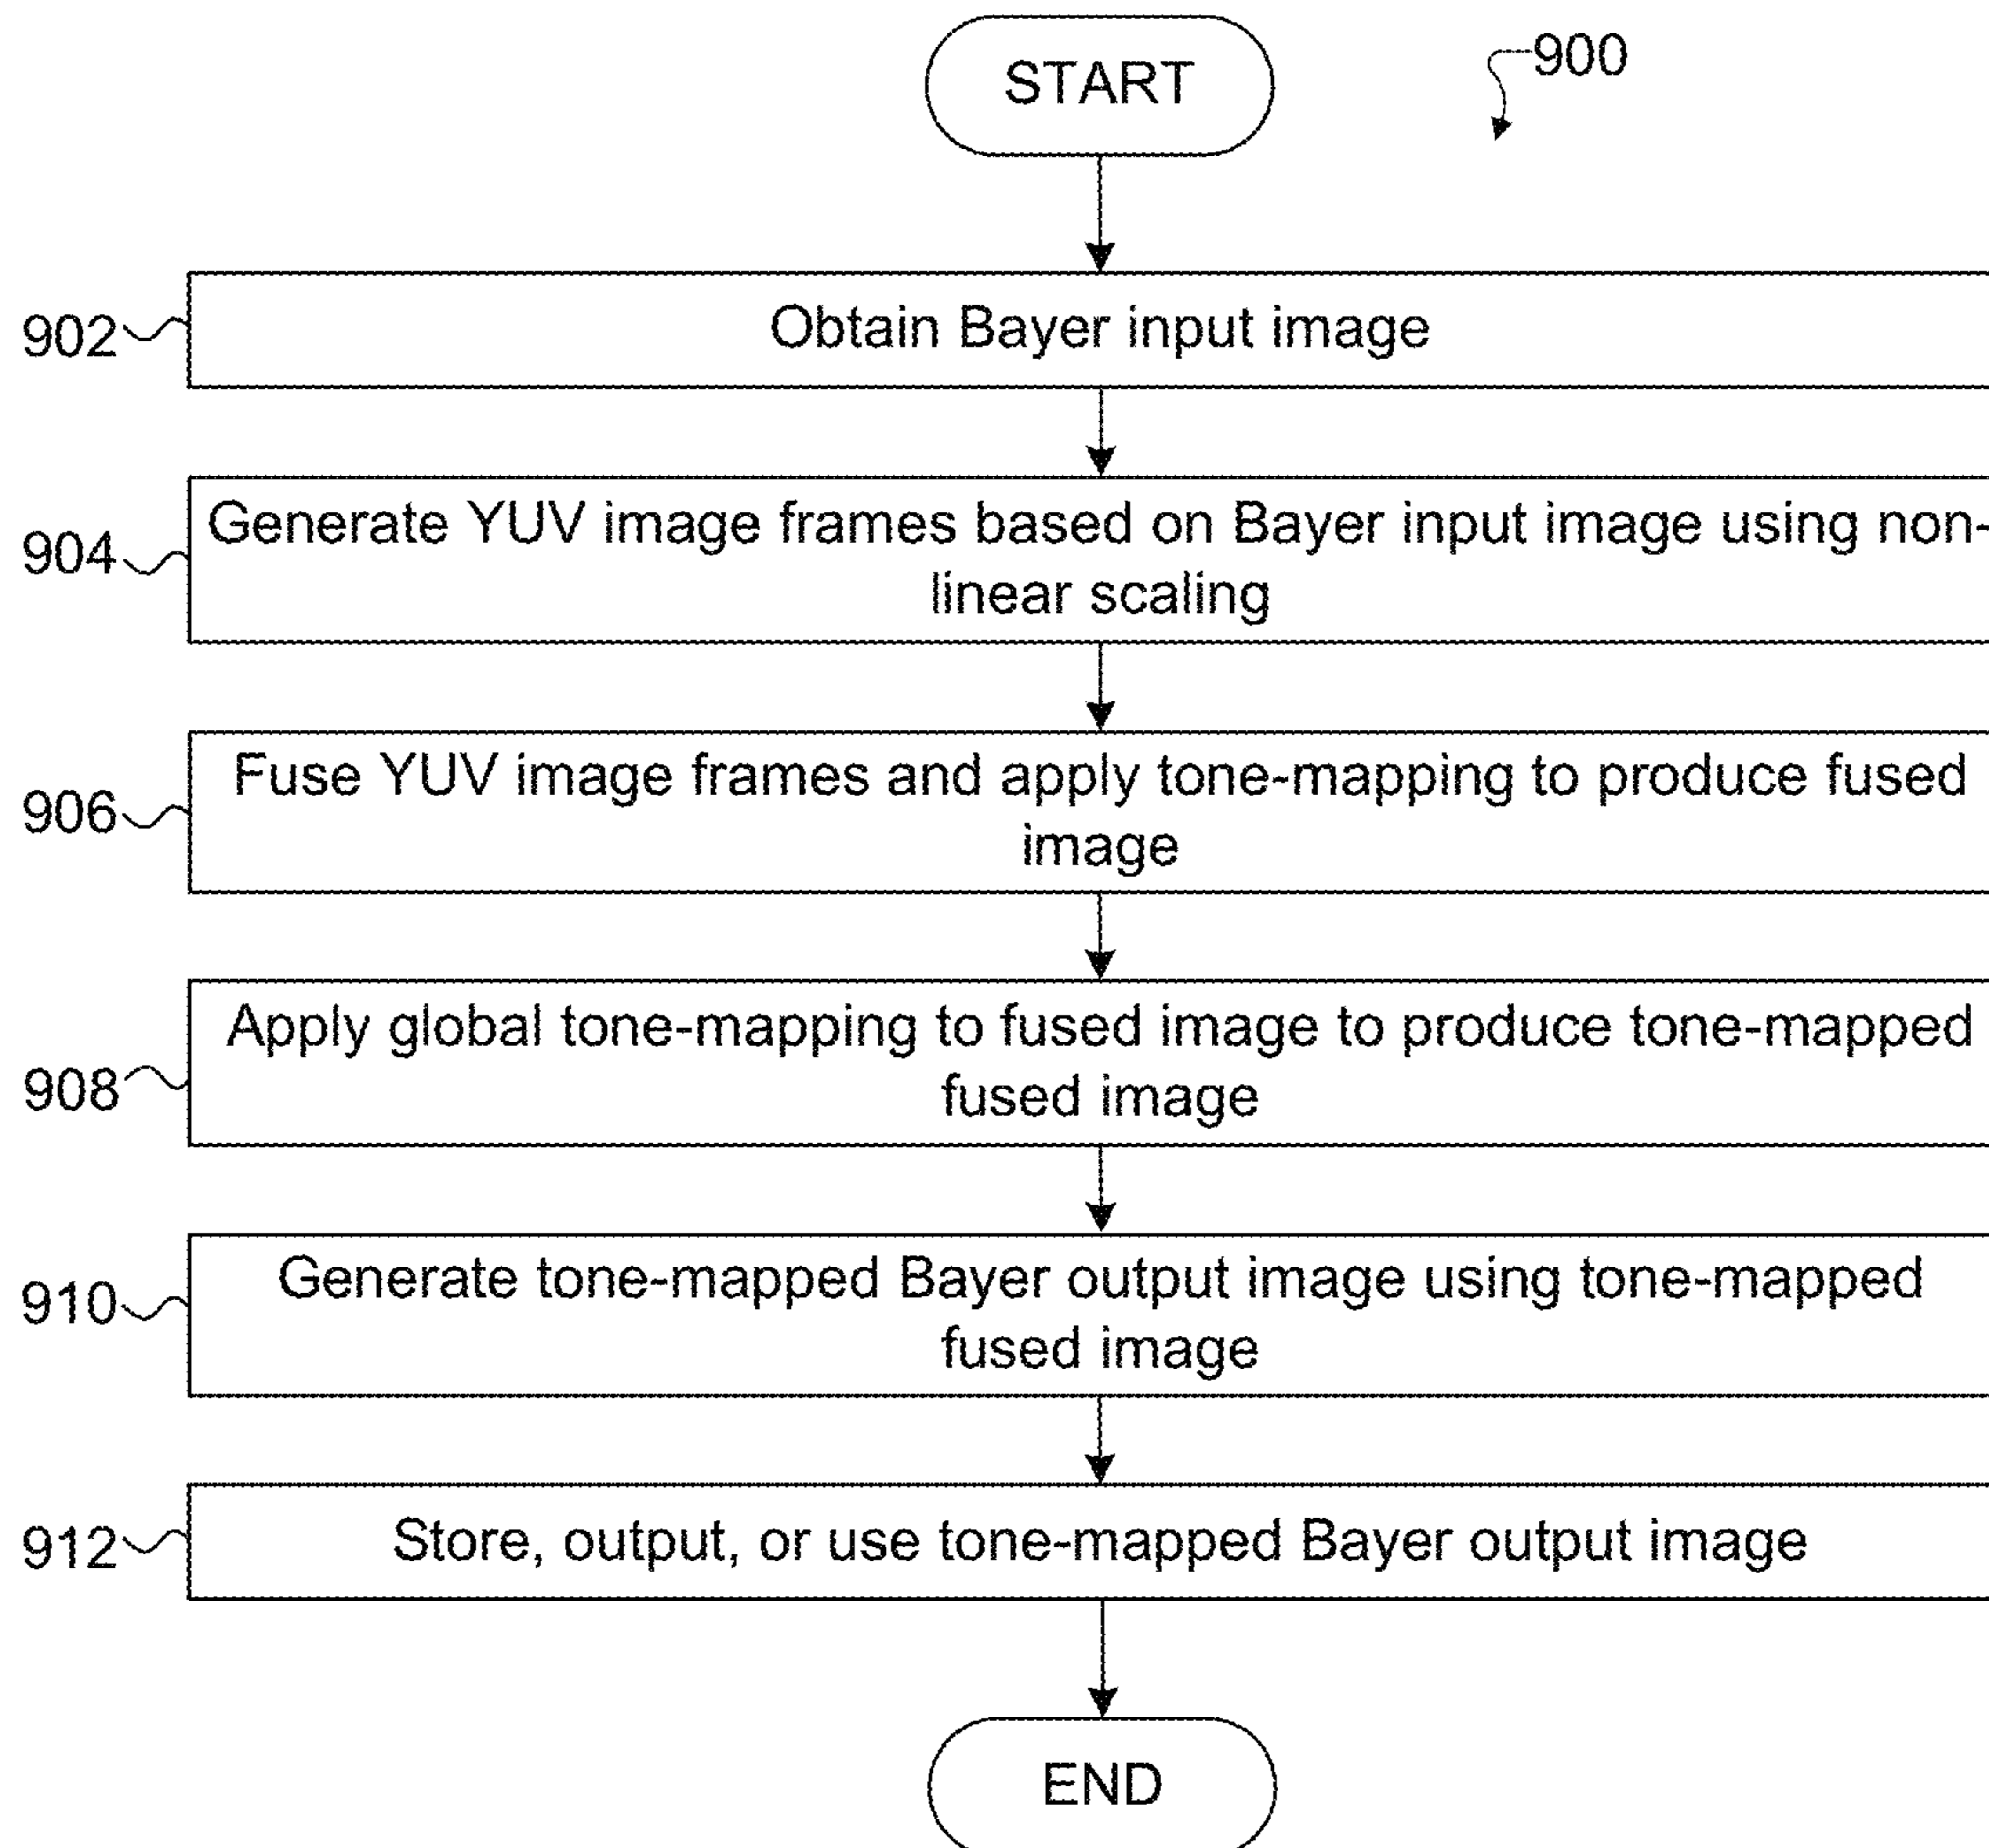 START
900
902
Obtain Bayer input image
904
Generate YUV image frames based on Bayer input image using non-
linear scaling
906
Fuse YUV image frames and apply tone-mapping to produce fused
image
908
Apply global tone-mapping to fused image to produce tone-mapped
fused image
910
Generate tone-mapped Bayer output image using tone-mapped
fused image
912
Store, output, or use tone-mapped Bayer output image
END